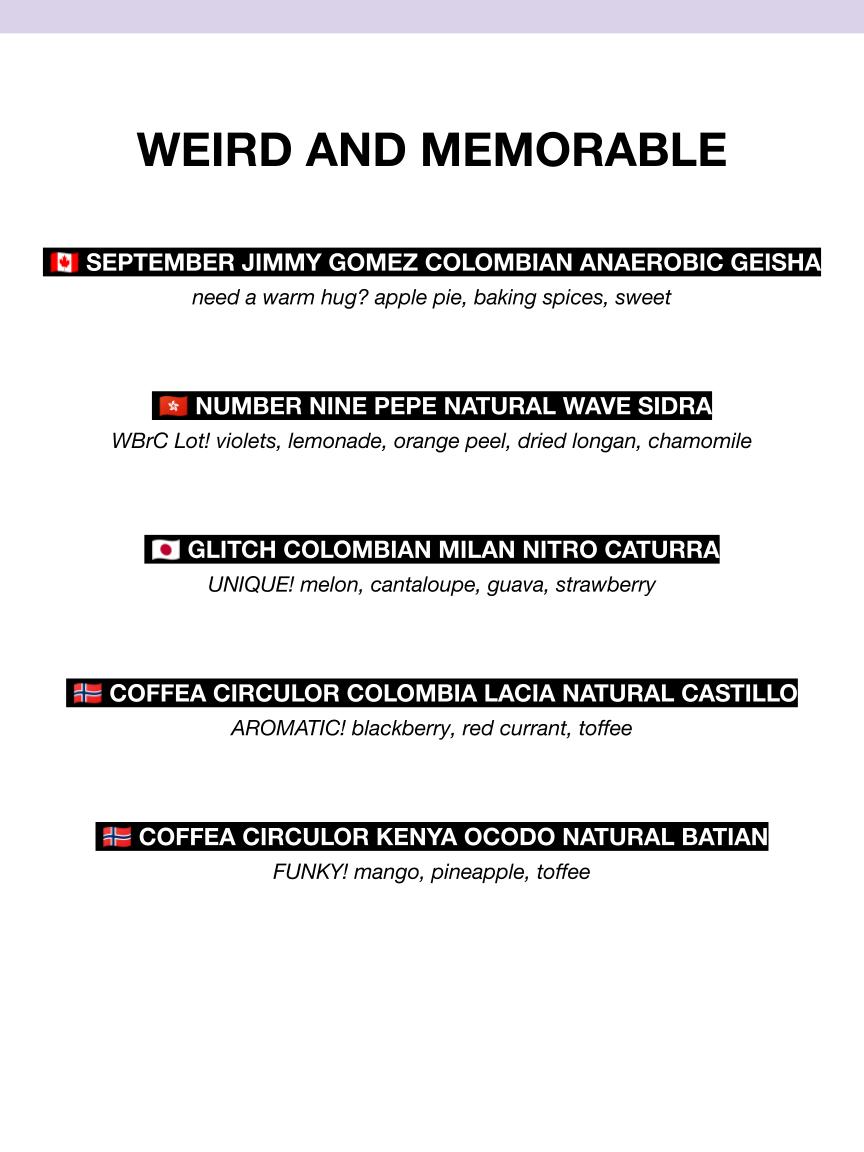 WEIRD AND MEMORABLE
🇨🇦 SEPTEMBER JIMMY GOMEZ COLOMBIAN ANAEROBIC GEISHA
need a warm hug? apple pie, baking spices, sweet
🇭🇰 NUMBER NINE PEPE NATURAL WAVE SIDRA
WBrC Lot! violets, lemonade, orange peel, dried longan, chamomile
🇯🇵 GLITCH COLOMBIAN MILAN NITRO CATURRA
UNIQUE! melon, cantaloupe, guava, strawberry
🇳🇴 COFFEA CIRCULOR COLOMBIA LACIA NATURAL CASTILLO
AROMATIC! blackberry, red currant, toffee
🇳🇴 COFFEA CIRCULOR KENYA OCODO NATURAL BATIAN
FUNKY! mango, pineapple, toffee